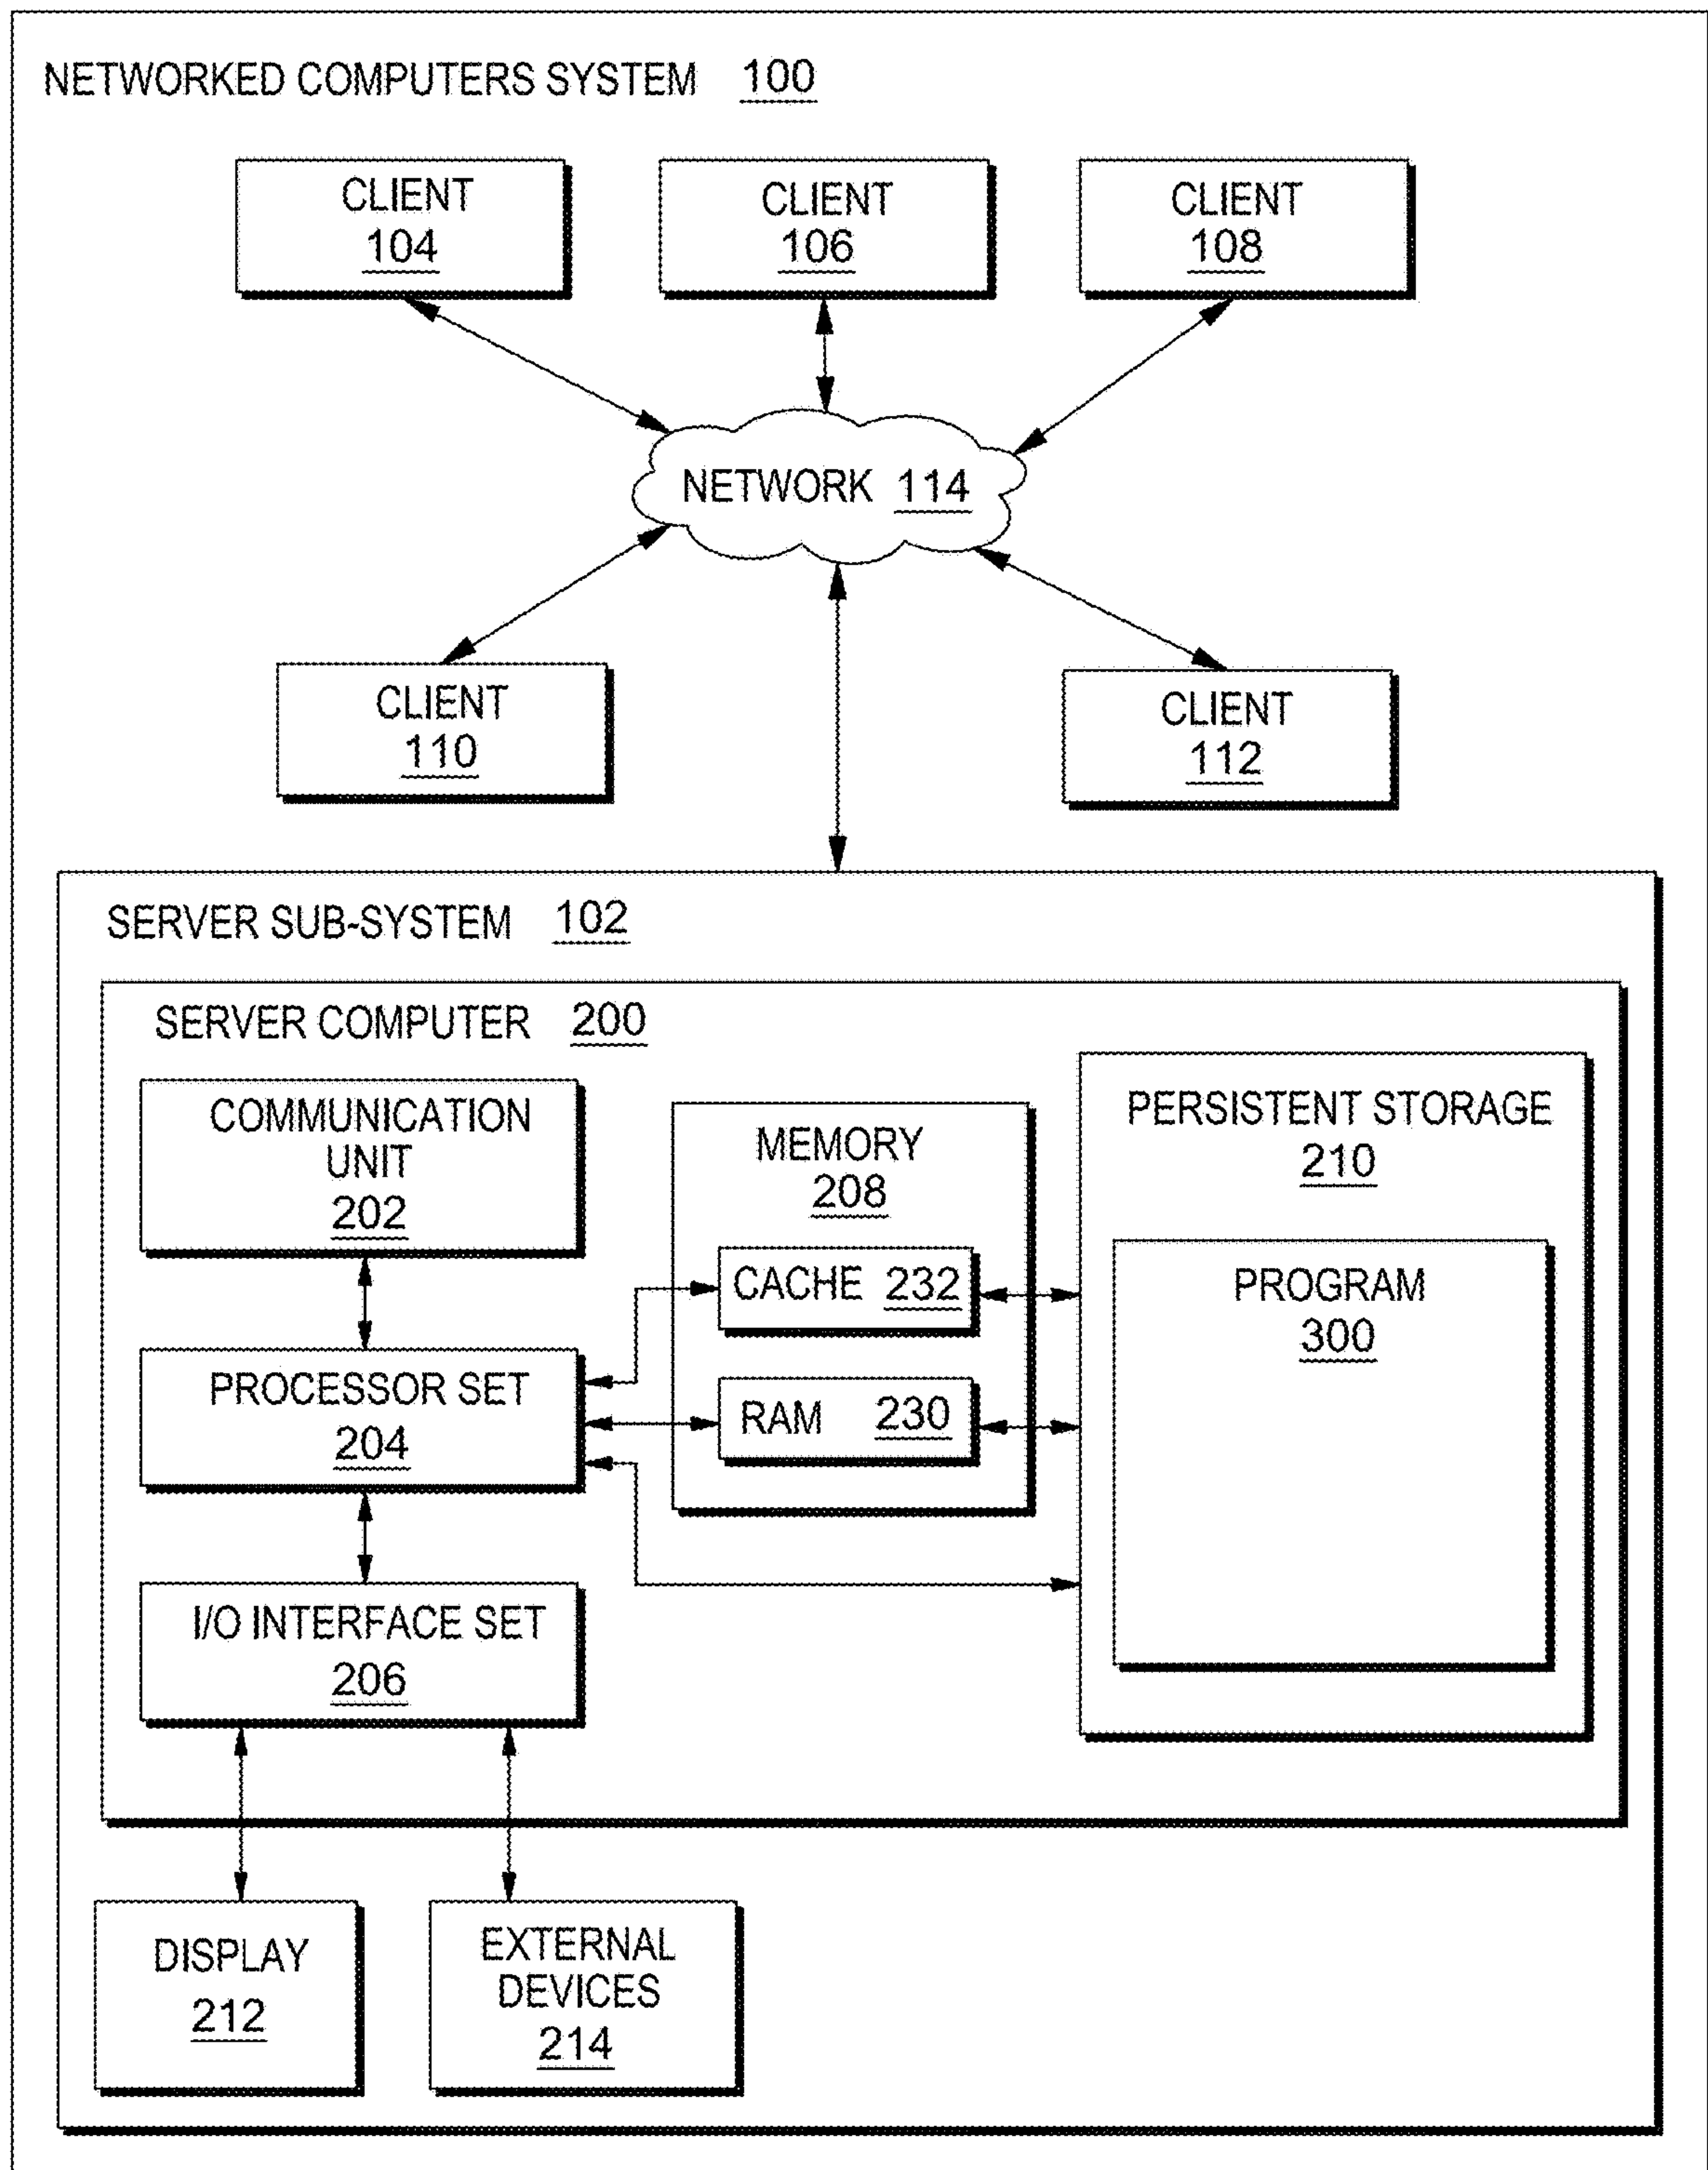 NETWORKED COMPUTERS SYSTEM 100
CLIENT
104
CLIENT
106
CLIENT
108
NETWORK 114
CLIENT
110
CLIENT
112
SERVER SUB-SYSTEM 102
SERVER COMPUTER 200
COMMUNICATION
UNIT
202
PROCESSOR SET
204
I/O INTERFACE SET
206
MEMORY
208
CACHE 232
RAM 230
PERSISTENT STORAGE
210
PROGRAM
300
DISPLAY
212
EXTERNAL
DEVICES
214